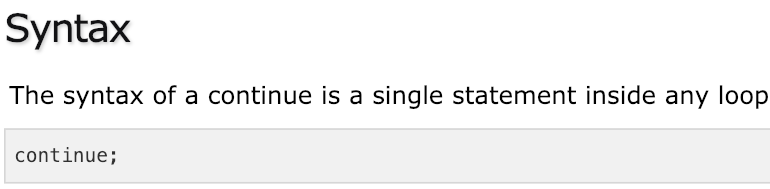 Syntax
The syntax of a continue is a single statement inside any loop
continue;